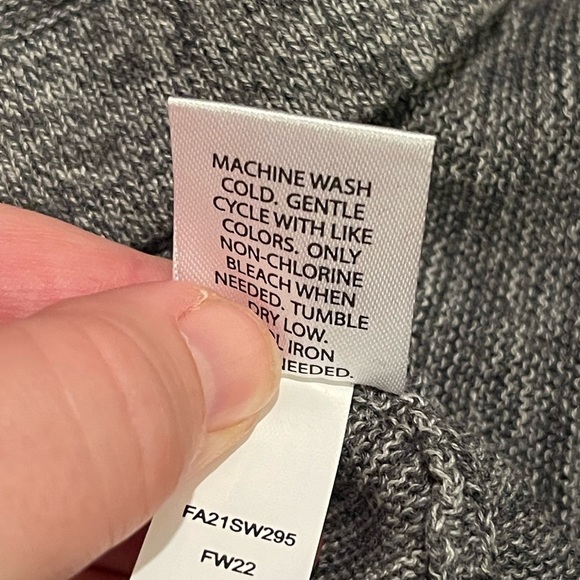 MACHINE WASH
COLD. GENTLE
CYCLE WITH LIKE
COLORS. ONLY
NON-CHLORINE
BLEACH WHEN
NEEDED. TUMBLE
DRY LOW.
IRON
NEEDED.
FA21SW295
FW22